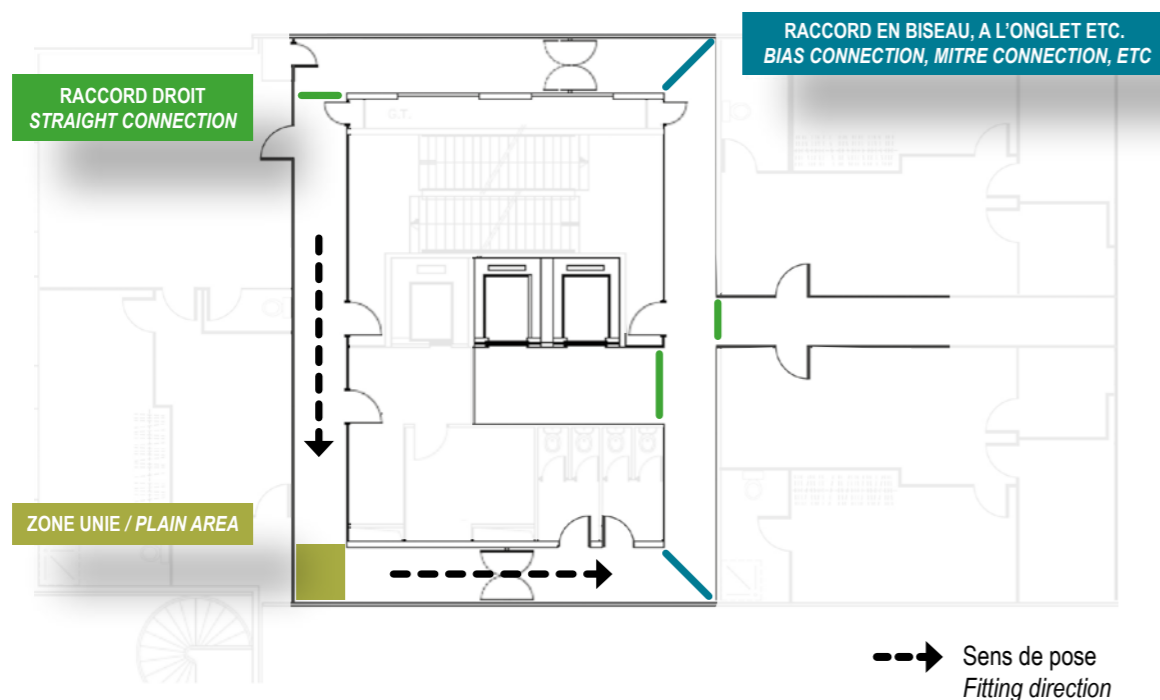 RACCORD EN BISEAU, A L’ONGLET ETC.
BIAS CONNECTION, MITRE CONNECTION, ETC
RACCORD DROIT
STRAIGHT CONNECTION
G.T.
ZONE UNIE / PLAIN AREA
Sens de pose
Fitting direction